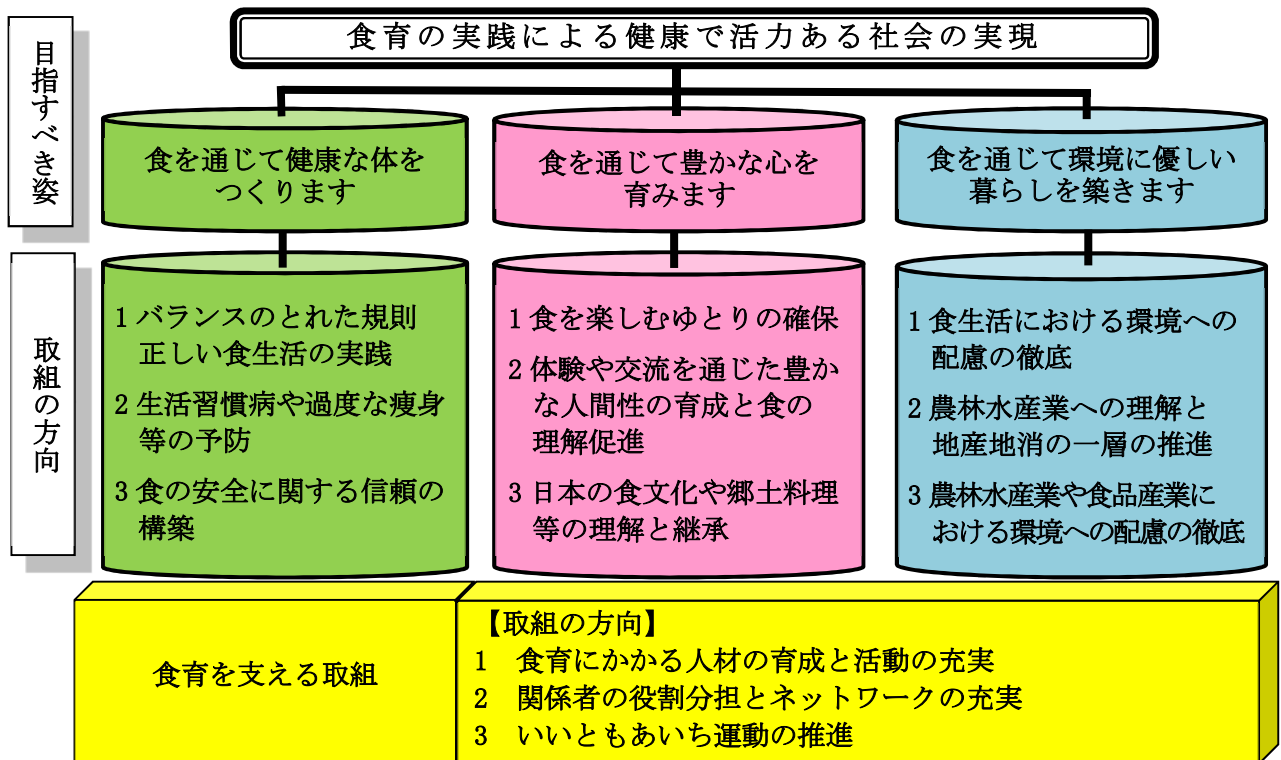 食育の実践による健康で活力ある社会の実現
目指すべき姿
食を通じて健康な体を
つくります
食を通じて豊かな心を
育みます
食を通じて環境に優しい
暮らしを築きます
取組の方向
1 バランスのとれた規則
正しい食生活の実践
2 生活習慣病や過度な痩身
等の予防
3 食の安全に関する信頼の
構築
1 食を楽しむゆとりの確保
2 体験や交流を通じた豊か
な人間性の育成と食の
理解促進
3 日本の食文化や郷土料理
等の理解と継承
1 食生活における環境への
配慮の徹底
2 農林水産業への理解と
地産地消の一層の推進
3 農林水産業や食品産業に
おける環境への配慮の徹底
食育を支える取組
【取組の方向】
1 食育にかかる人材の育成と活動の充実
2 関係者の役割分担とネットワークの充実
3 いいともあいち運動の推進